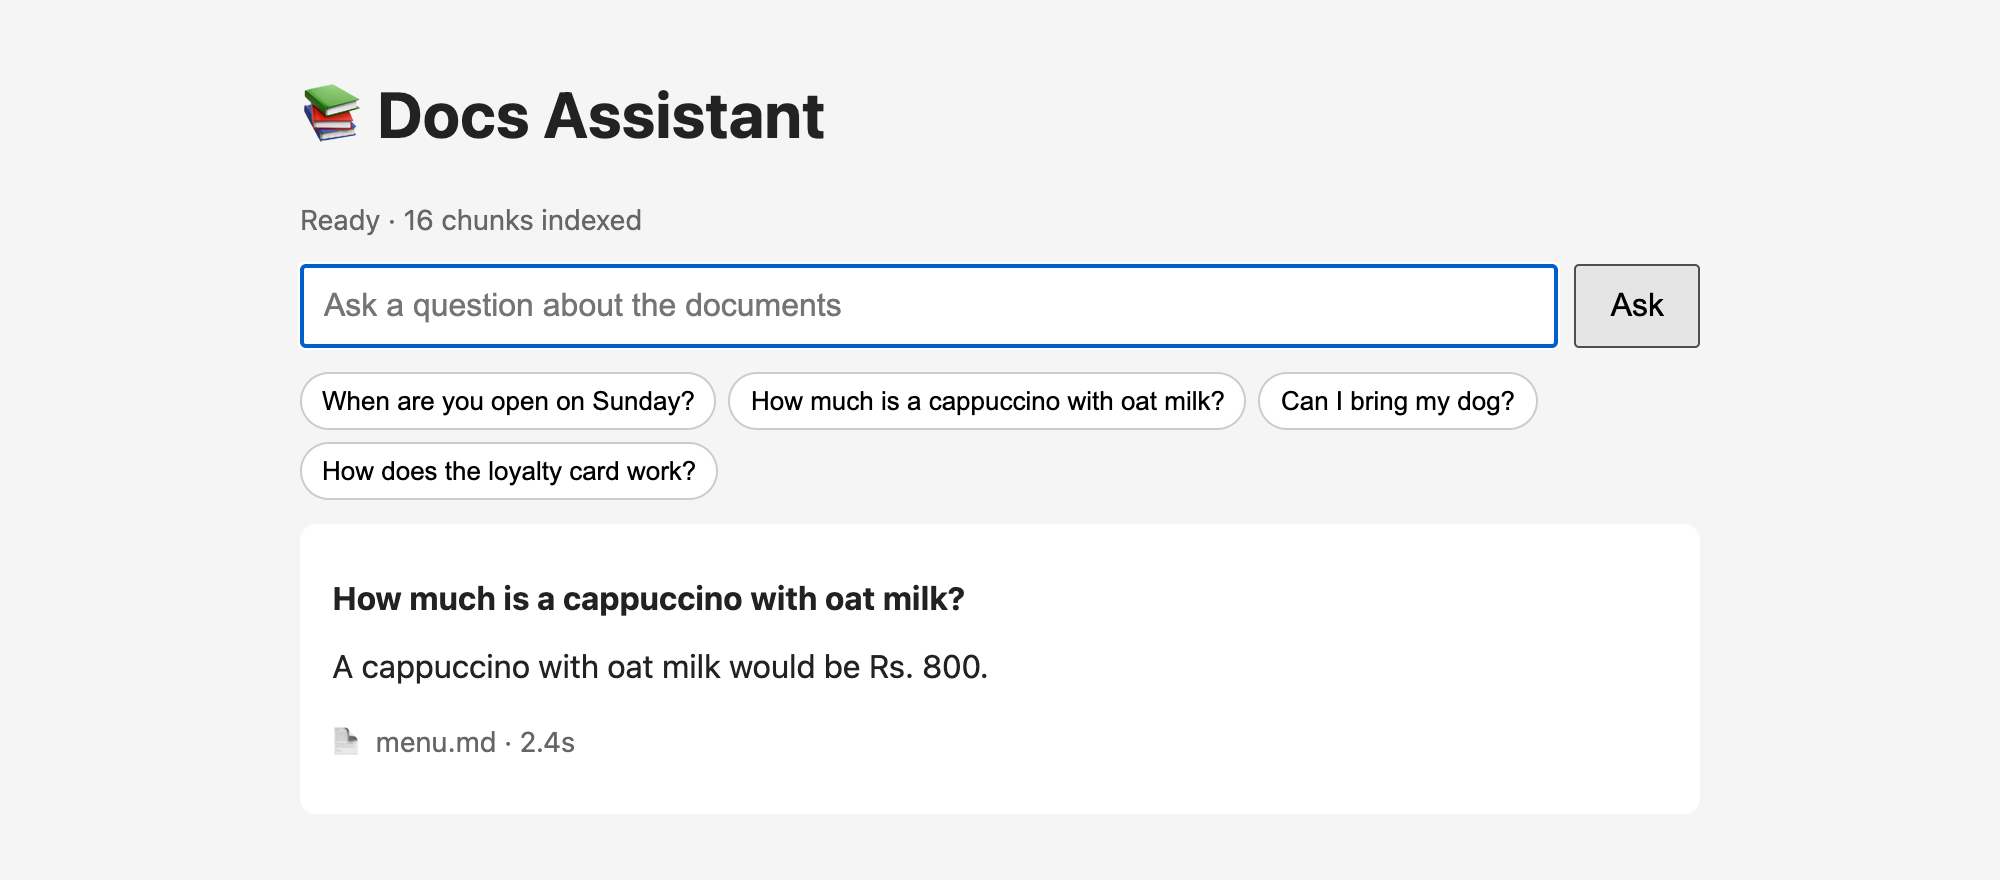 Docs Assistant
Ready · 16 chunks indexed
Ask a question about the documents
Ask
When are you open on Sunday?
How much is a cappuccino with oat milk?
Can I bring my dog?
How does the loyalty card work?
How much is a cappuccino with oat milk?
A cappuccino with oat milk would be Rs. 800.
menu.md · 2.4s